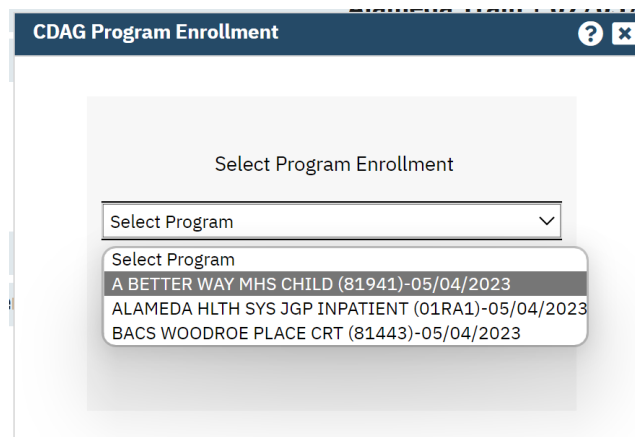 CDAG Program Enrollment
?
Select Program Enrollment
Select Program
Select Program
A BETTER WAY MHS CHILD (81941)-05/04/2023
ALAMEDA HLTH SYS JGP INPATIENT (01RA1)-05/04/2023
BACS WOODROE PLACE CRT (81443)-05/04/2023